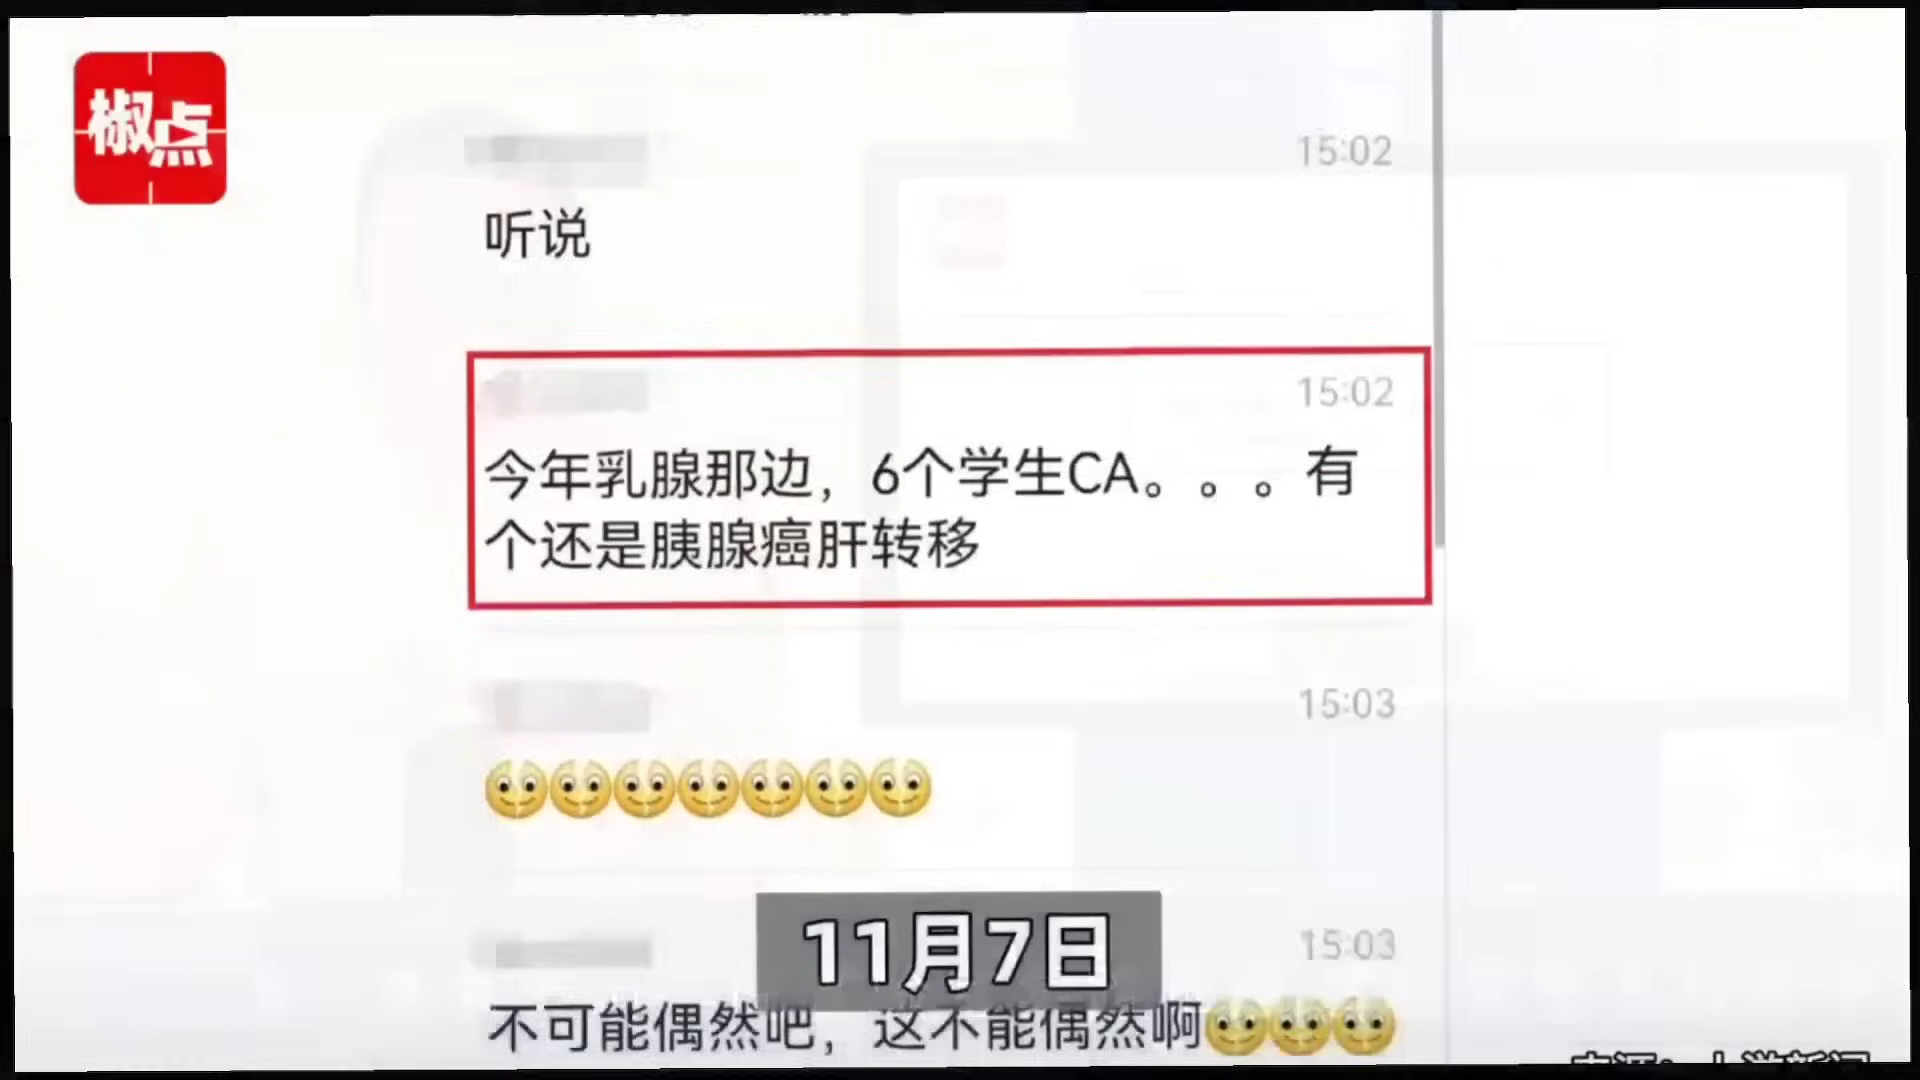 椒点
15:02
听说
15:02
今年乳腺那边，6个学生CA。。。有
个还是胰腺癌肝转移
15:03
15:03
11月7日
不可能偶然吧，这不能偶然啊